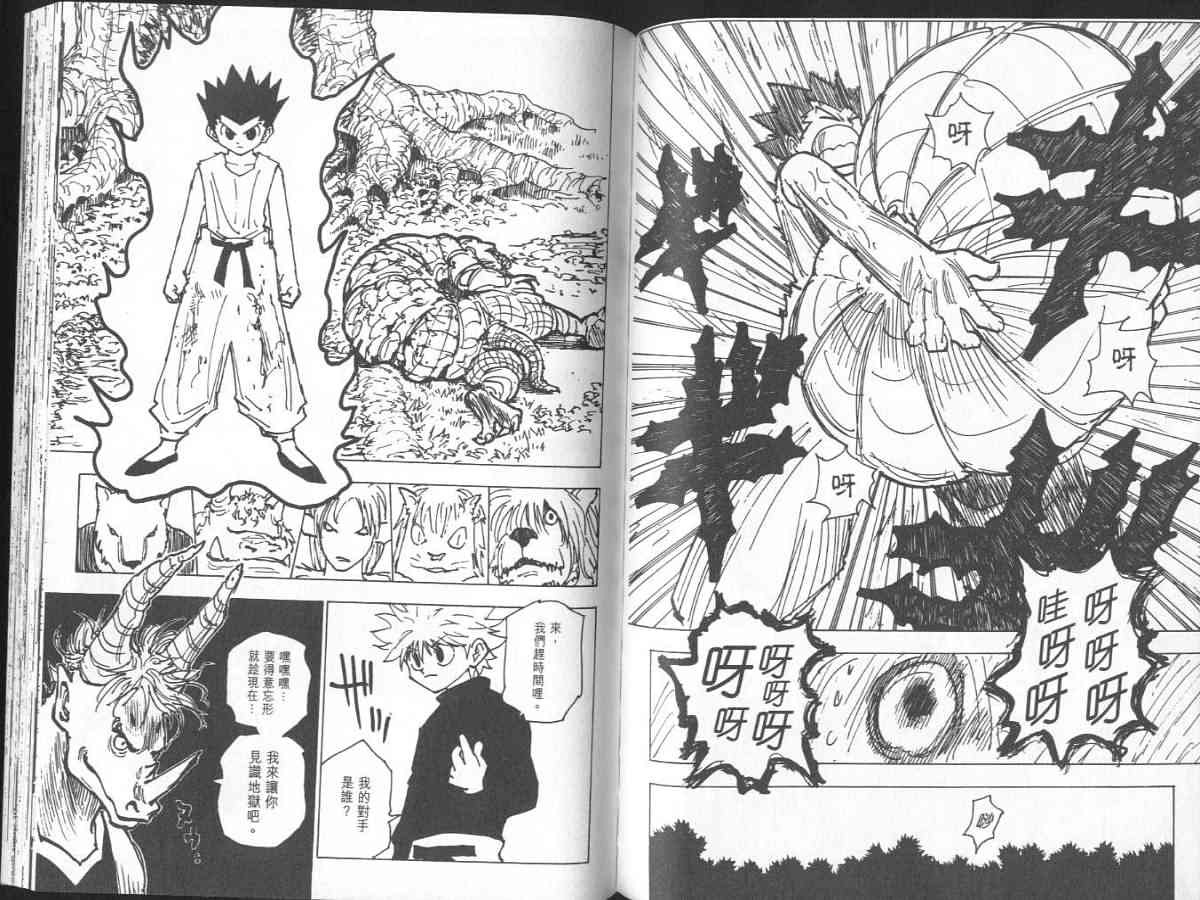 呀
呀
呀
呀呀呀
哇呀呀
呀呀呀
呀呀
來，
我們趕時間哩。
我的對手
是誰？
嘿嘿嘿…
要得意忘形
就趁現在…
我來讓你
見識地獄吧。
ヌウ…